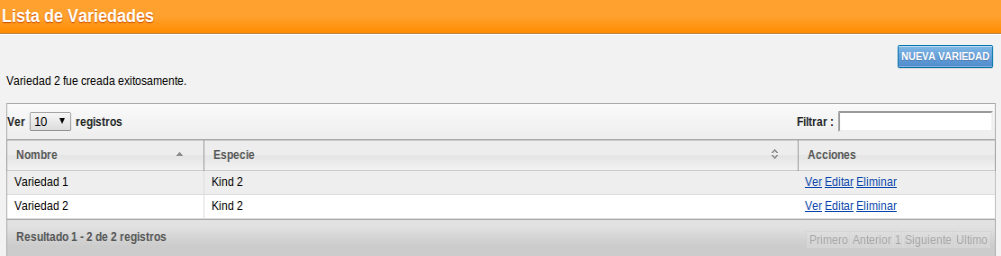 Lista de Variedades
NUEVA VARIEDAD
Variedad 2 fue creada exitosamente.
Ver 10 registros Filtrar :
Nombre Especie Acciones
Variedad 1 Kind 2 Ver Editar Eliminar
Variedad 2 Kind 2 Ver Editar Eliminar
Resultado 1 - 2 de 2 registros Primero Anterior 1 Siguiente Ultimo